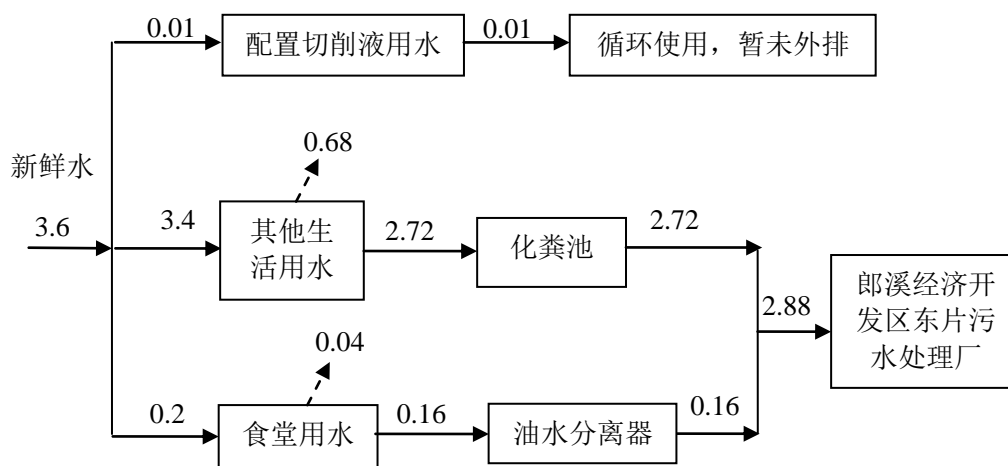 0.01
配置切削液用水
0.01
循环使用，暂未外排
新鲜水
3.6
0.68
3.4
其他生
活用水
2.72
化粪池
2.72
2.88
郎溪经济开
发区东片污
水处理厂
0.04
0.2
食堂用水
0.16
油水分离器
0.16